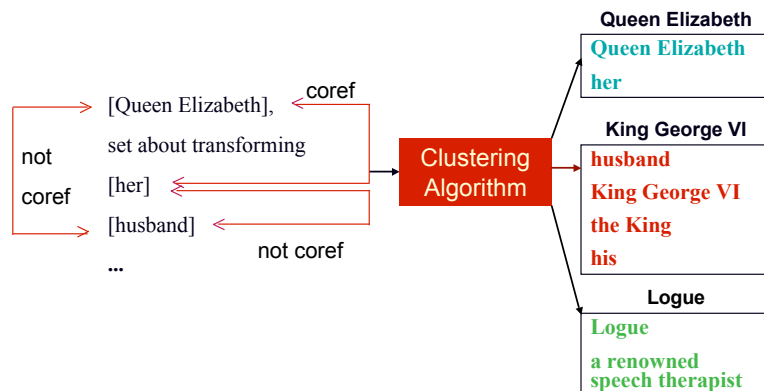 [Queen Elizabeth],
set about transforming
[her]
[husband]
...
coref
not
coref
not coref
Clustering
Algorithm
Queen Elizabeth
Queen Elizabeth
her
King George VI
husband
King George VI
the King
his
Logue
Logue
a renowned
speech therapist